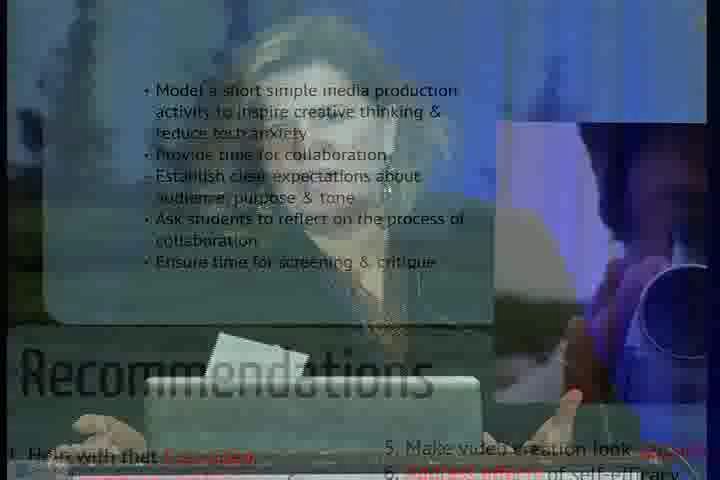 • Model a short simple media production
activity to inspire creative thinking &
reduce tech anxiety
• Provide time for collaboration
• Establish clear expectations about
audience, purpose & tone
• Ask students to reflect on the process of
collaboration
• Ensure time for screening & critique
Recommendations
with that
5. Make video creation look
6. effects of self-efficacy